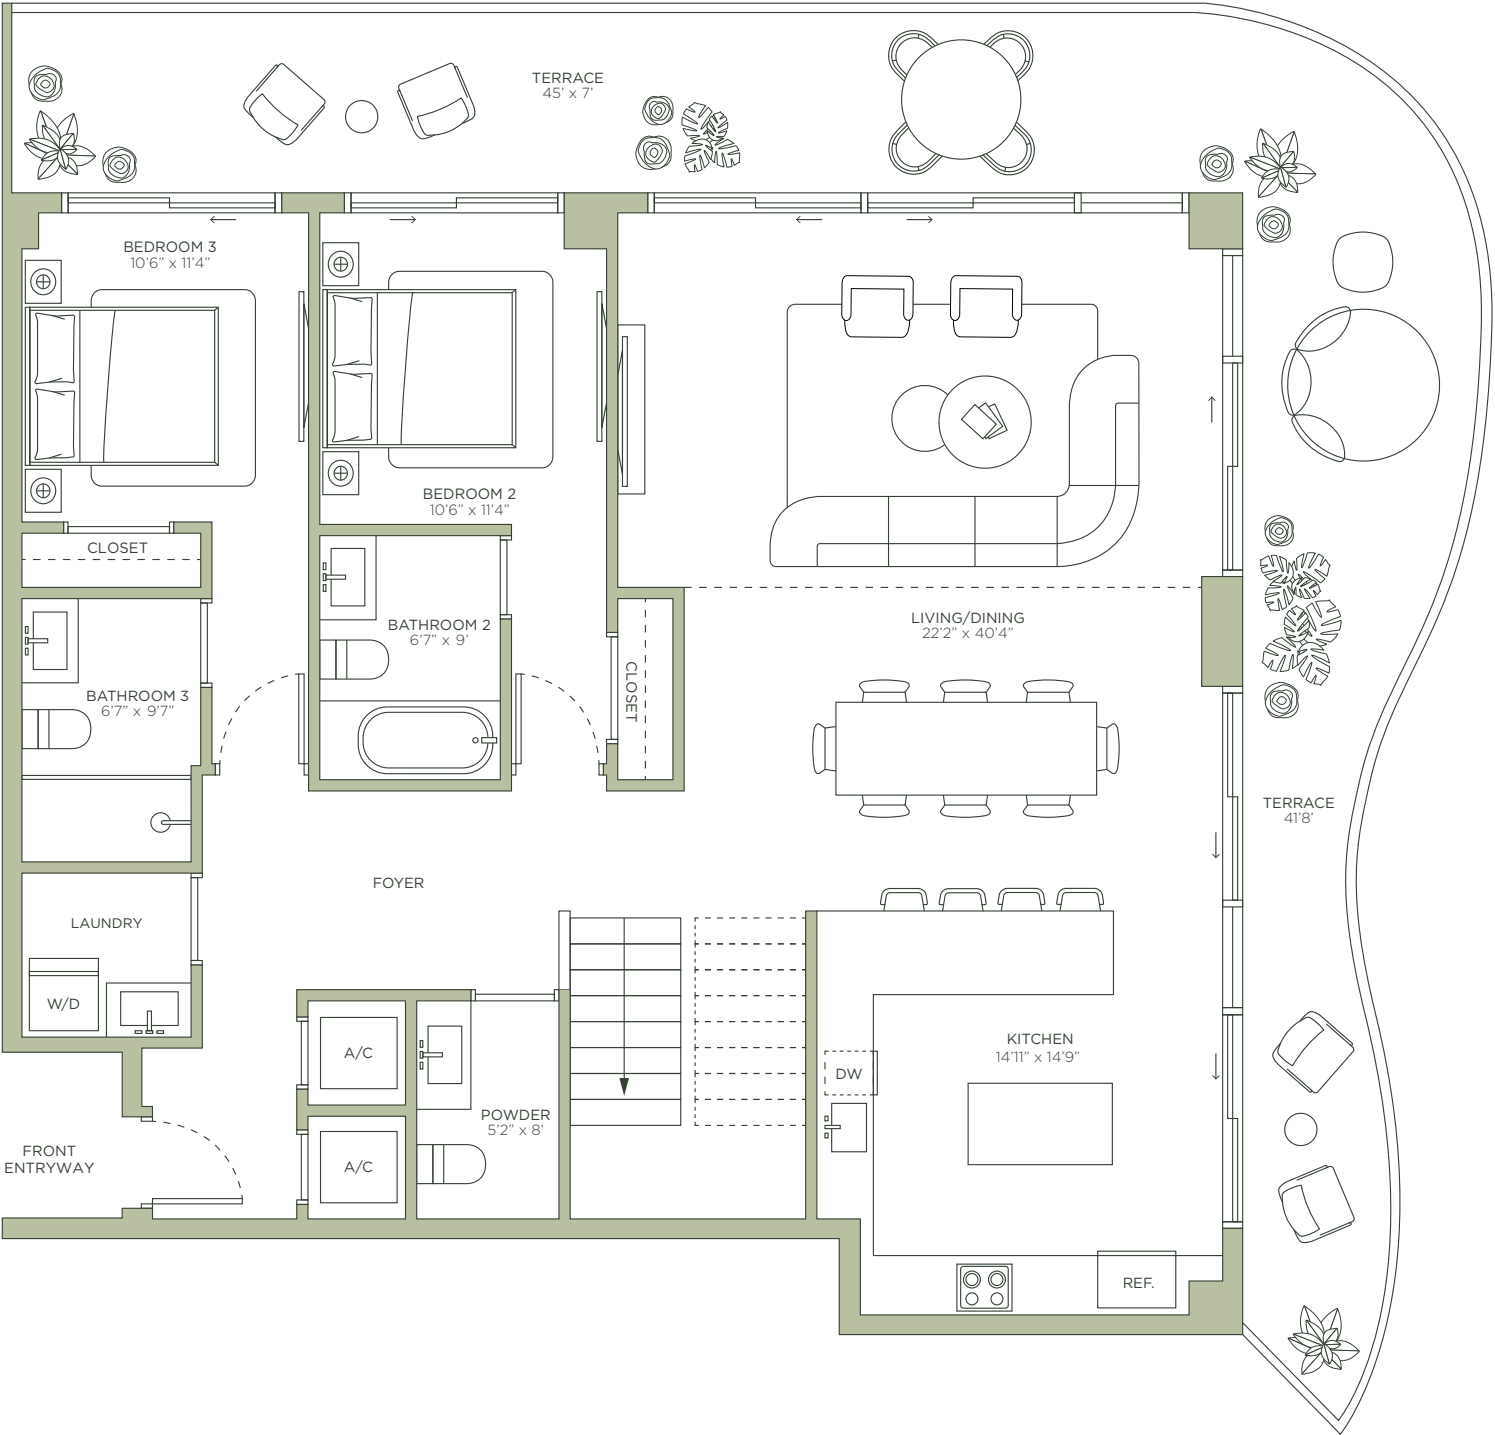 TERRACE
45' x 7'
BEDROOM 3
10'6" x 11'4"
BEDROOM 2
10'6" x 11'4"
CLOSET
LIVING/DINING
22'2" x 40'4"
BATHROOM 2
6'7" x 9'
CLOSET
BATHROOM 3
6'7" x 9'7"
TERRACE
41'8'
FOYER
LAUNDRY
W/D
A/C
KITCHEN
14'11" x 14'9"
DW
POWDER
5'2" x 8'
A/C
FRONT
ENTRYWAY
REF.